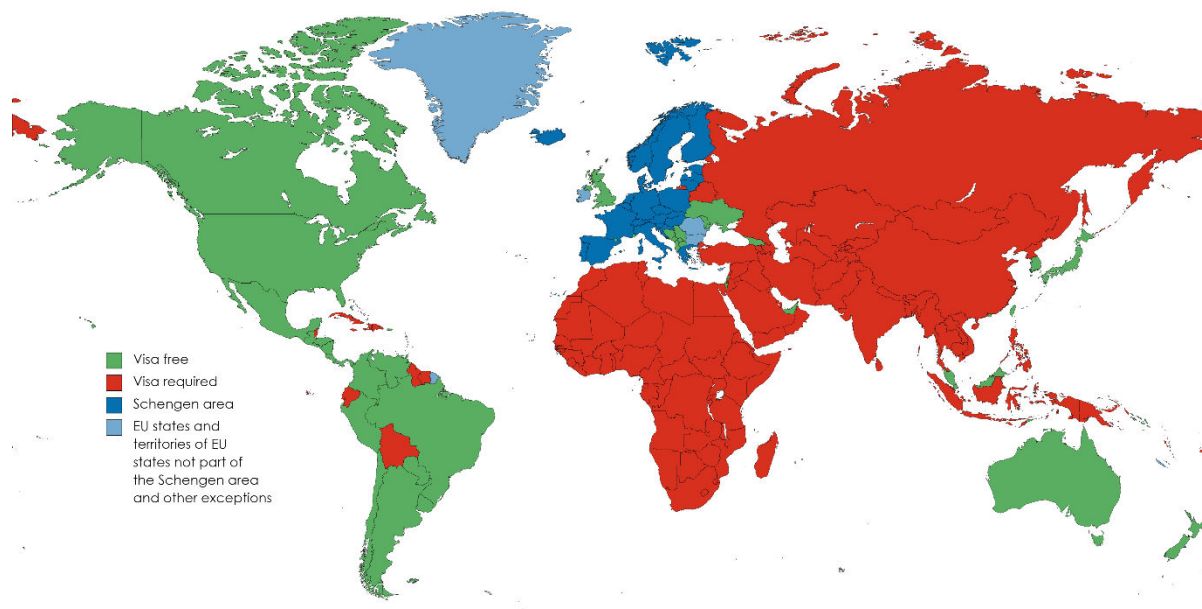 Visa free
Visa required
Schengen area
EU states and
territories of EU
states not part of
the Schengen area
and other exceptions